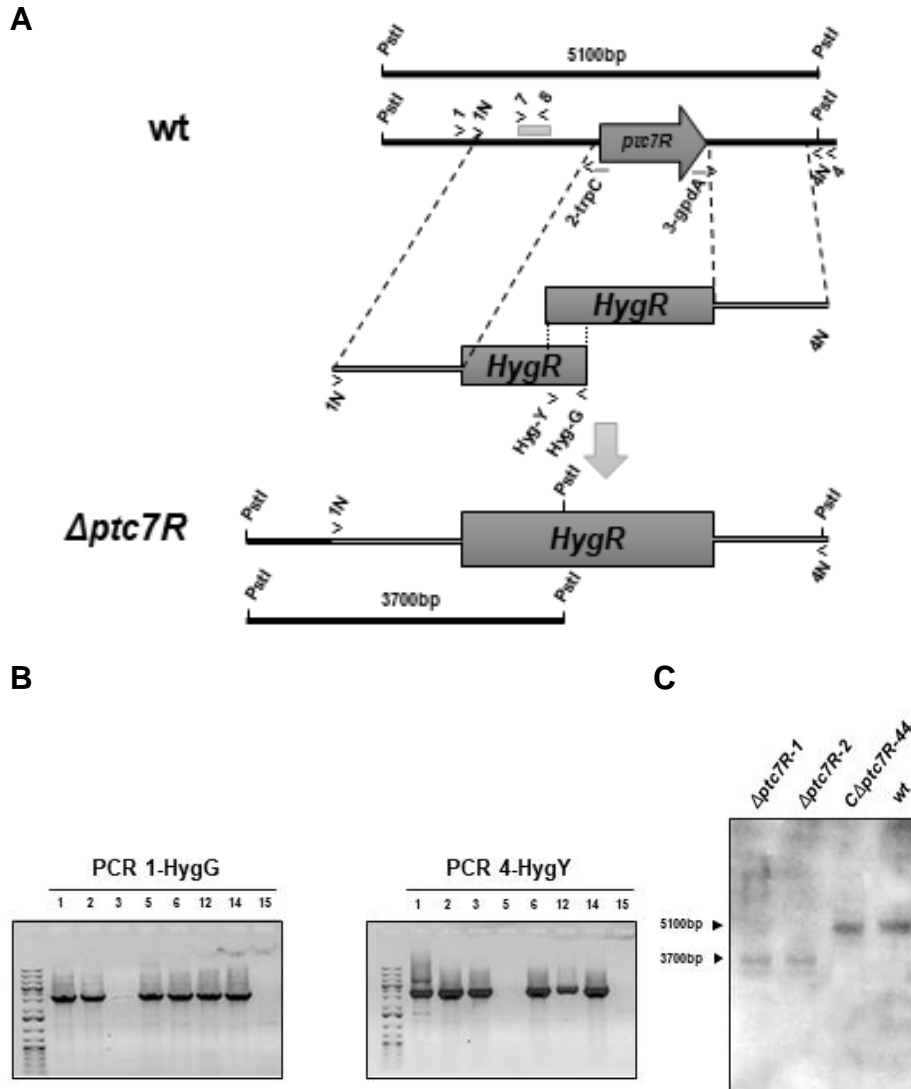 A
PstI
PstI
5100bp
wt
PstI
1
1N
7
8
PstI
ptc7R
2-trpC
3-gpdA
4N
4
HygR
4N
HygR
1N
Hyg-Y
Hyg-G
PstI
Δptc7R
PstI
1N
HygR
PstI
4N
PstI
3700bp
PstI
B
C
PCR 1-HygG
1 2 3 5 6 12 14 15
PCR 4-HygY
1 2 3 5 6 12 14 15
Δptc7R-1
Δptc7R-2
CΔptc7R-44
wt
5100bp
3700bp